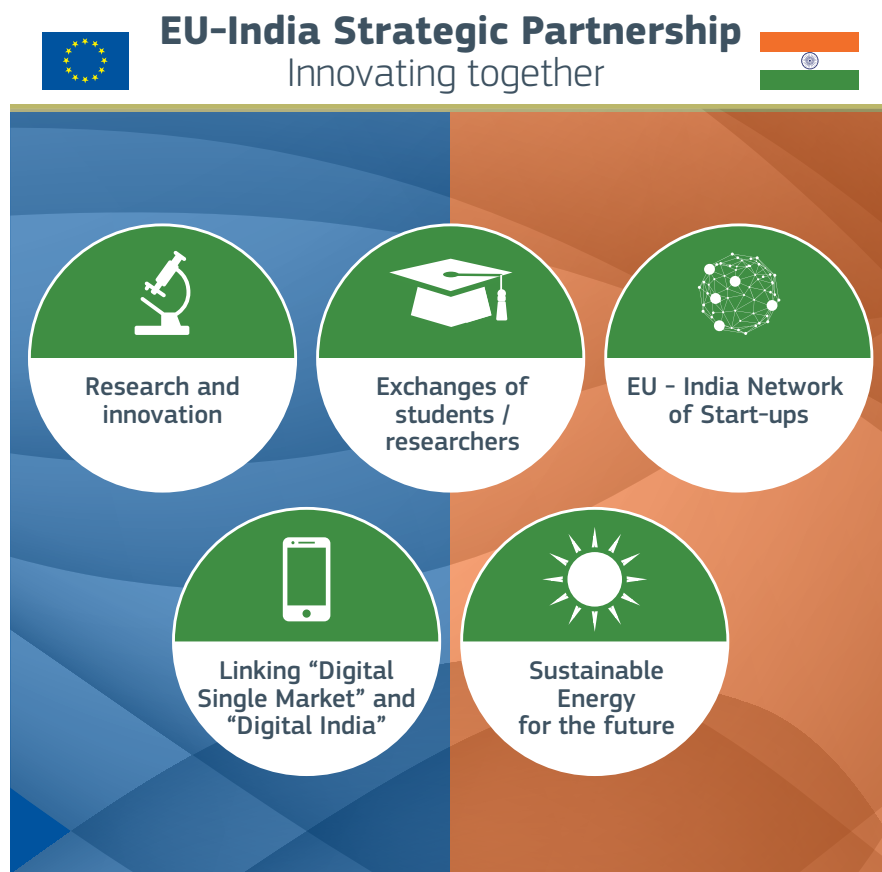 EU-India Strategic Partnership
Innovating together
Research and
innovation
Exchanges of
students /
researchers
EU - India Network
of Start-ups
Linking “Digital
Single Market” and
“Digital India”
Sustainable
Energy
for the future